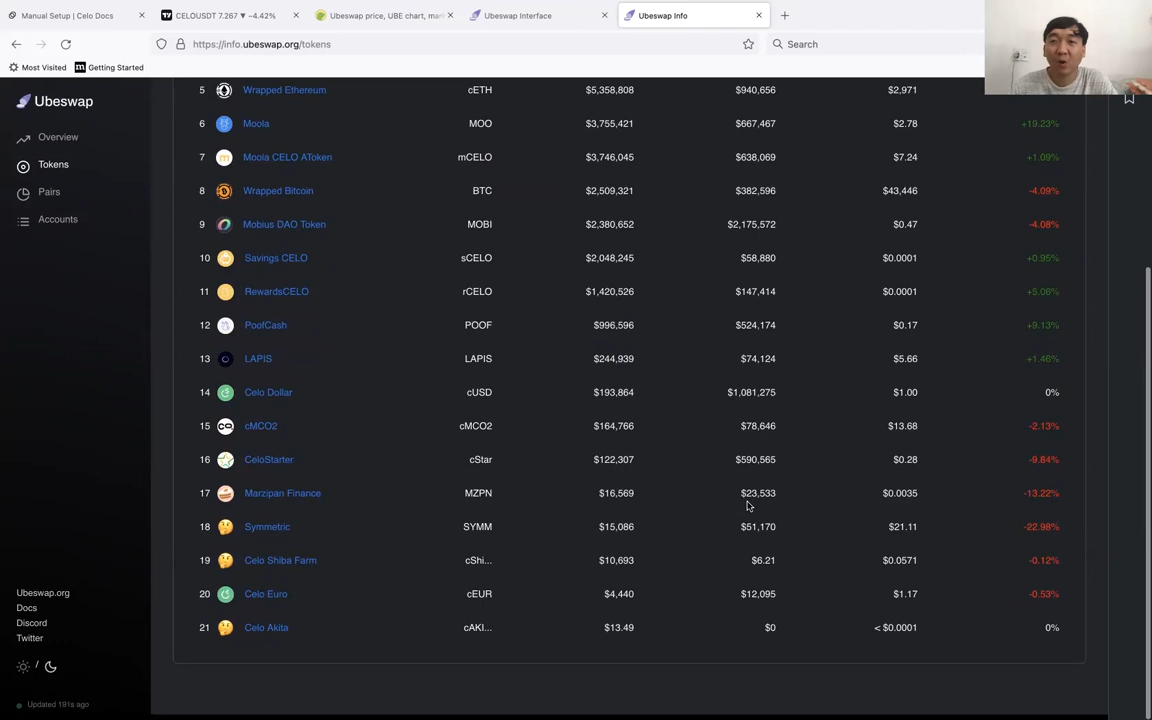 Manual Setup | Celo Docs
CELOUSDT 7.267 ▾ −4.42%
Ubeswap price, UBE chart, mark
Ubeswap Interface
Ubeswap Info
https://info.ubeswap.org/tokens
Search
Most Visited
Getting Started
Ubeswap
Overview
Tokens
Pairs
Accounts
5 Wrapped Ethereum cETH $5,358,808 $940,656 $2,971
6 Moola MOO $3,755,421 $667,467 $2.78 +19.23%
7 Moola CELO AToken mCELO $3,746,045 $638,069 $7.24 +1.09%
8 Wrapped Bitcoin BTC $2,509,321 $382,596 $43,446 -4.09%
9 Mobius DAO Token MOBI $2,380,652 $2,175,572 $0.47 -4.08%
10 Savings CELO sCELO $2,048,245 $58,880 $0.0001 +0.95%
11 RewardsCELO rCELO $1,420,526 $147,414 $0.0001 +5.06%
12 PoofCash POOF $996,596 $524,174 $0.17 +9.13%
13 LAPIS LAPIS $244,939 $74,124 $5.66 +1.46%
14 Celo Dollar cUSD $193,864 $1,081,275 $1.00 0%
15 cMCO2 cMCO2 $164,766 $78,646 $13.68 -2.13%
16 CeloStarter cStar $122,307 $590,565 $0.28 -9.84%
17 Marzipan Finance MZPN $16,569 $23,533 $0.0035 -13.22%
18 Symmetric SYMM $15,086 $51,170 $21.11 -22.98%
19 Celo Shiba Farm cShi... $10,693 $6.21 $0.0571 -0.12%
20 Celo Euro cEUR $4,440 $12,095 $1.17 -0.53%
21 Celo Akita cAKI... $13.49 $0 < $0.0001 0%
Ubeswap.org
Docs
Discord
Twitter
/
Updated 191s ago